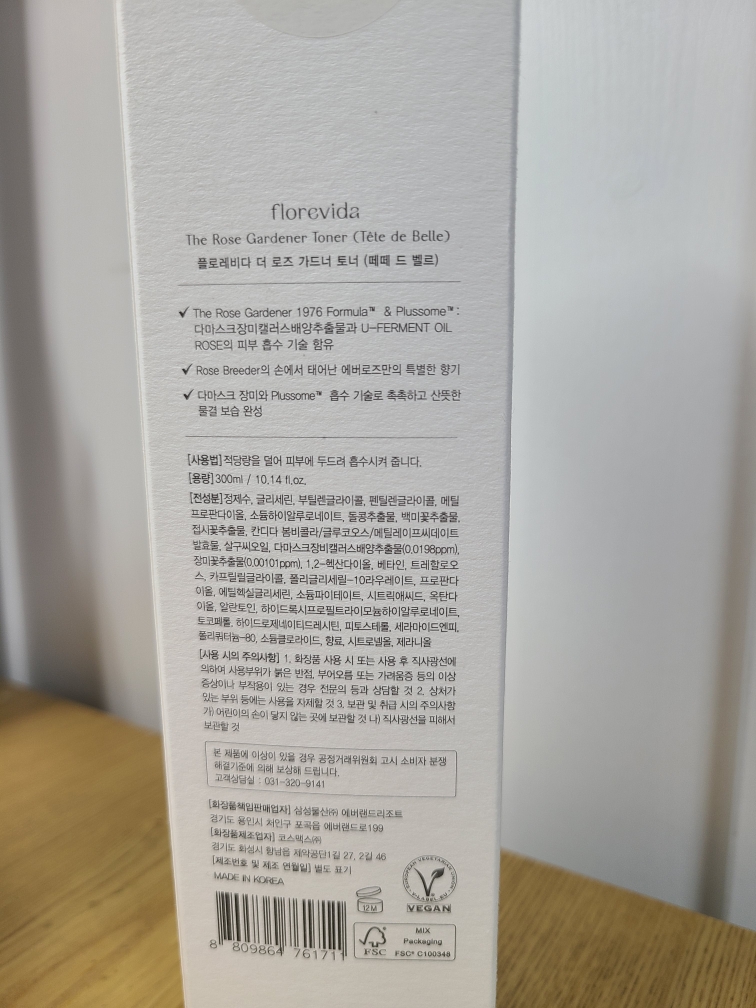 florevida
The Rose Gardener Toner (Tête de Belle)
플로레비다 더 로즈 가드너 토너 (떼떼 드 벨르)
✓ The Rose Gardener 1976 Formula™ & Plussome™ :
다마스크장미캘러스배양추출물과 U-FERMENT OIL
ROSE의 피부 흡수 기술 함유
✓ Rose Breeder의 손에서 태어난 에버로즈만의 특별한 향기
✓ 다마스크 장미와 Plussome™ 흡수 기술로 촉촉하고 산뜻한
물결 보습 완성
[사용법] 적당량을 덜어 피부에 두드려 흡수시켜 줍니다.
[용량] 300ml / 10.14 fl.oz.
[전성분] 정제수, 글리세린, 부틸렌글라이콜, 펜틸렌글라이콜, 메틸
프로판다이올, 소듐하이알루로네이트, 돌콩추출물, 백미꽃추출물,
접시꽃추출물, 칸디다 봄비콜라/글루코오스/메틸레이프씨데이트
발효물, 살구씨오일, 다마스크장미캘러스배양추출물(0.0198ppm),
장미꽃추출물(0.00101ppm), 1,2-헥산다이올, 베타인, 트레할로오
스, 카프릴릴글라이콜, 폴리글리세릴-10라우레이트, 프로판다
이올, 에틸헥실글리세린, 소듐파이테이트, 시트릭애씨드, 옥탄다
이올, 알란토인, 하이드록시프로필트라이모늄하이알루로네이트,
토코페롤, 하이드로제네이티드레시틴, 피토스테롤, 세라마이드엔피,
폴리쿼터늄-80, 소듐클로라이드, 향료, 시트로넬올, 제라니올
[사용 시의 주의사항] 1. 화장품 사용 시 또는 사용 후 직사광선에
의하여 사용부위가 붉은 반점, 부어오름 또는 가려움증 등의 이상
증상이나 부작용이 있는 경우 전문의 등과 상담할 것 2. 상처가
있는 부위 등에는 사용을 자제할 것 3. 보관 및 취급 시의 주의사항
가) 어린이의 손이 닿지 않는 곳에 보관할 것 나) 직사광선을 피해서
보관할 것
본 제품에 이상이 있을 경우 공정거래위원회 고시 소비자 분쟁
해결기준에 의해 보상해 드립니다.
고객상담실 : 031-320-9141
[화장품책임판매업자] 삼성물산㈜ 에버랜드리조트
경기도 용인시 처인구 포곡읍 에버랜드로199
[화장품제조업자] 코스맥스㈜
경기도 화성시 향남읍 제약공단1길 27, 2길 46
[제조번호 및 제조 연월일] 별도 표기
MADE IN KOREA
12M
EUROPEAN VEGETARIAN UNION
V-LABEL.EU
VEGAN
8 809864 761711
FSC
MIX
Packaging
FSC® C100348